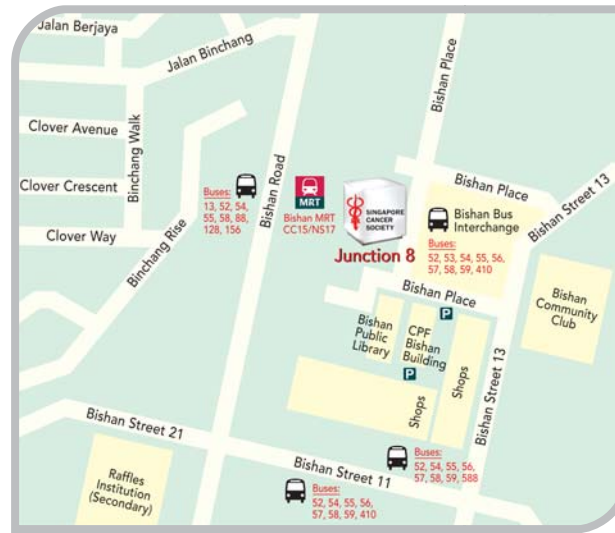 Jalan Berjaya
Jalan Binchang
Bishan Place
Clover Avenue
Binchang Walk
Clover Crescent
Clover Way
Binchang Rise
Buses:
13, 52, 54,
55, 58, 88,
128, 156
Bishan Road
MRT
Bishan MRT
CC15/NS17
SINGAPORE
CANCER
SOCIETY
Junction 8
Bishan Place
Bishan Street 13
Bishan Bus
Interchange
Buses:
52, 53, 54, 55, 56,
57, 58, 59, 410
Bishan Place
Bishan
Community
Club
Bishan
Public
Library
CPF
Bishan
Building
P
P
Shops
Shops
Bishan Street 13
Bishan Street 21
Bishan Street 11
Raffles
Institution
(Secondary)
Buses:
52, 54, 55, 56,
57, 58, 59, 588
Buses:
52, 54, 55, 56,
57, 58, 59, 410